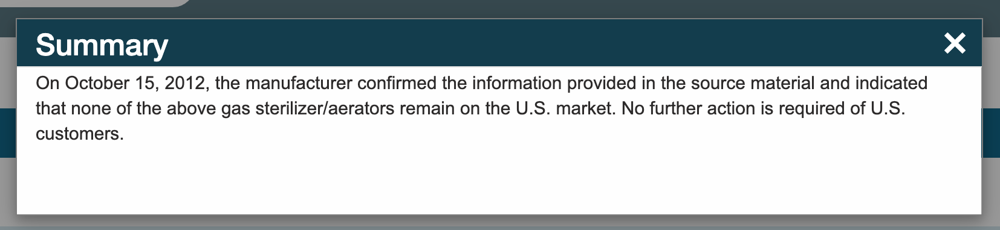 Summary
On October 15, 2012, the manufacturer confirmed the information provided in the source material and indicated
that none of the above gas sterilizer/aerators remain on the U.S. market. No further action is required of U.S.
customers.